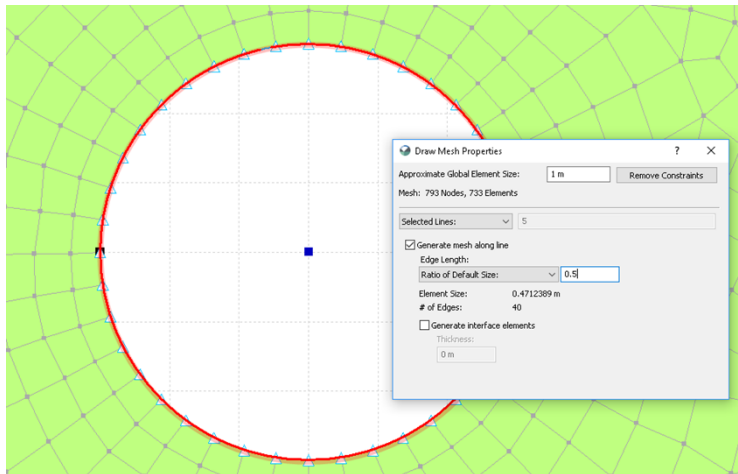 Draw Mesh Properties ? X
Approximate Global Element Size: 1 m Remove Constraints
Mesh: 793 Nodes, 733 Elements
Selected Lines: 5
Generate mesh along line
Edge Length:
Ratio of Default Size: 0.5
Element Size: 0.4712389 m
# of Edges: 40
Generate interface elements
Thickness:
0 m